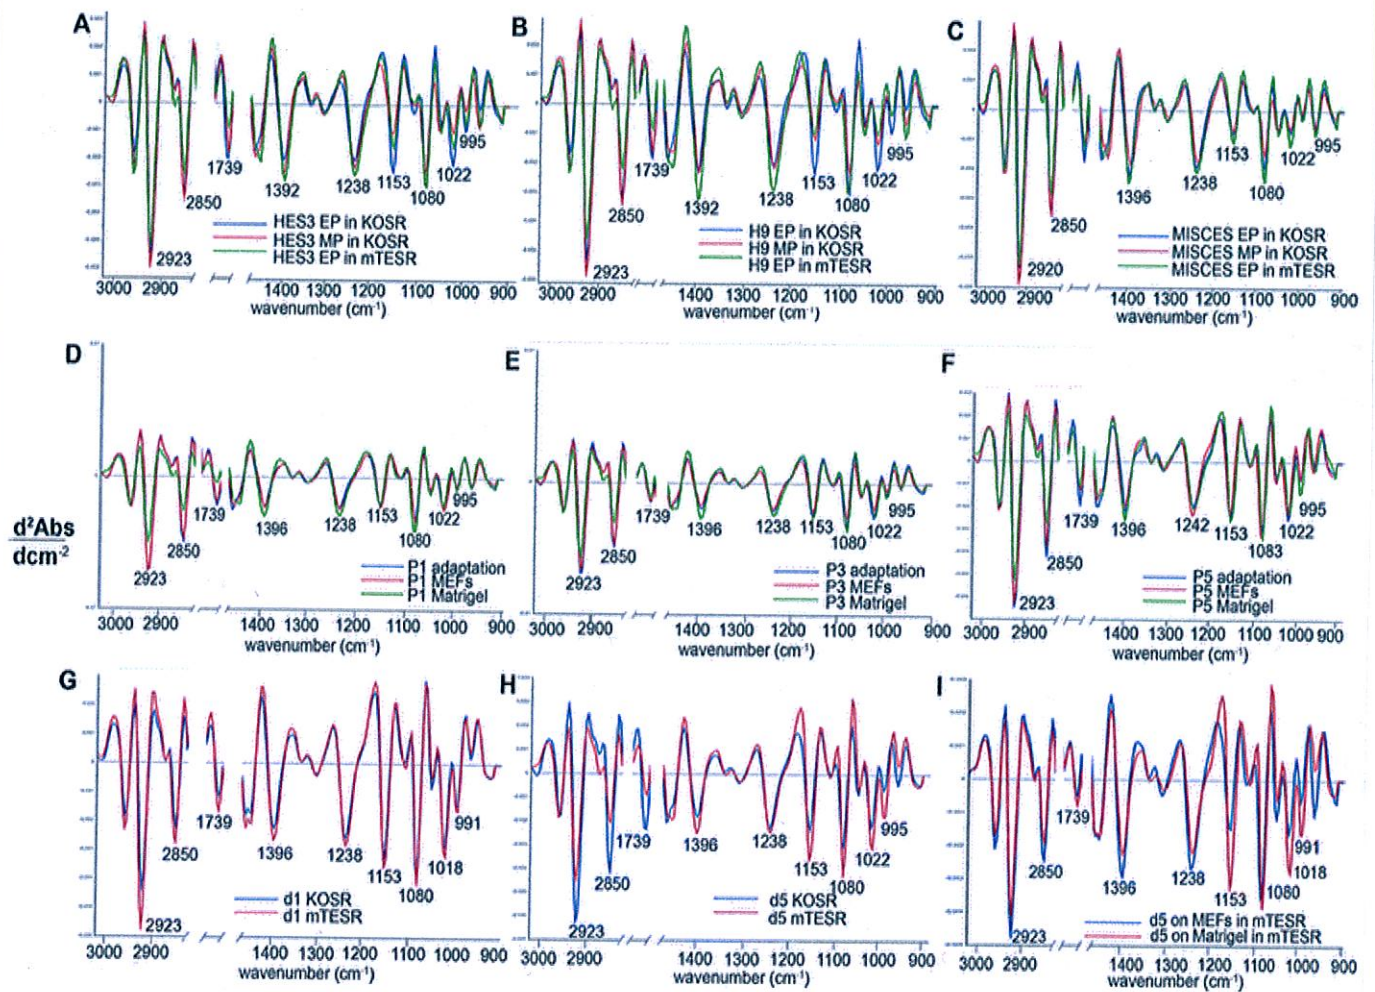 A
1739
1392
1238
1153
1080
1022
995
2850
2923
HES3 EP in KOSR
HES3 MP in KOSR
HES3 EP in mTESR
3000 2900 1400 1300 1200 1100 1000 900
wavenumber (cm-1)
B
1739
1392
1238
1153
1080
1022
995
2850
2923
H9 EP in KOSR
H9 MP in KOSR
H9 EP in mTESR
3000 2900 1400 1300 1200 1100 1000 900
wavenumber (cm-1)
C
1396
1238
1153
1080
1022
995
2850
2920
MISCES EP in KOSR
MISCES MP in KOSR
MISCES EP in mTESR
3000 2900 1400 1300 1200 1100 1000 900
wavenumber (cm-1)
d2Abs
dcm-2
D
1739
1396
1238
1153
1080
1022
995
2850
2923
P1 adaptation
P1 MEFs
P1 Matrigel
3000 2900 1400 1300 1200 1100 1000 900
wavenumber (cm-1)
E
1739
1396
1238
1153
1080
1022
995
2850
2923
P3 adaptation
P3 MEFs
P3 Matrigel
3000 2900 1400 1300 1200 1100 1000 900
wavenumber (cm-1)
F
1739
1396
1242
1153
1083
1022
995
2850
2923
P5 adaptation
P5 MEFs
P5 Matrigel
3000 2900 1400 1300 1200 1100 1000 900
wavenumber (cm-1)
G
1739
1396
1238
1153
1080
1018
991
2850
2923
d1 KOSR
d1 mTESR
3000 2900 1400 1300 1200 1100 1000 900
wavenumber (cm-1)
H
1739
1396
1238
1153
1080
1022
995
2850
2923
d5 KOSR
d5 mTESR
3000 2900 1400 1300 1200 1100 1000 900
wavenumber (cm-1)
I
1739
1396
1238
1153
1080
1018
991
2850
2923
d5 on MEFs in mTESR
d5 on Matrigel in mTESR
3000 2900 1400 1300 1200 1100 1000 900
wavenumber (cm-1)